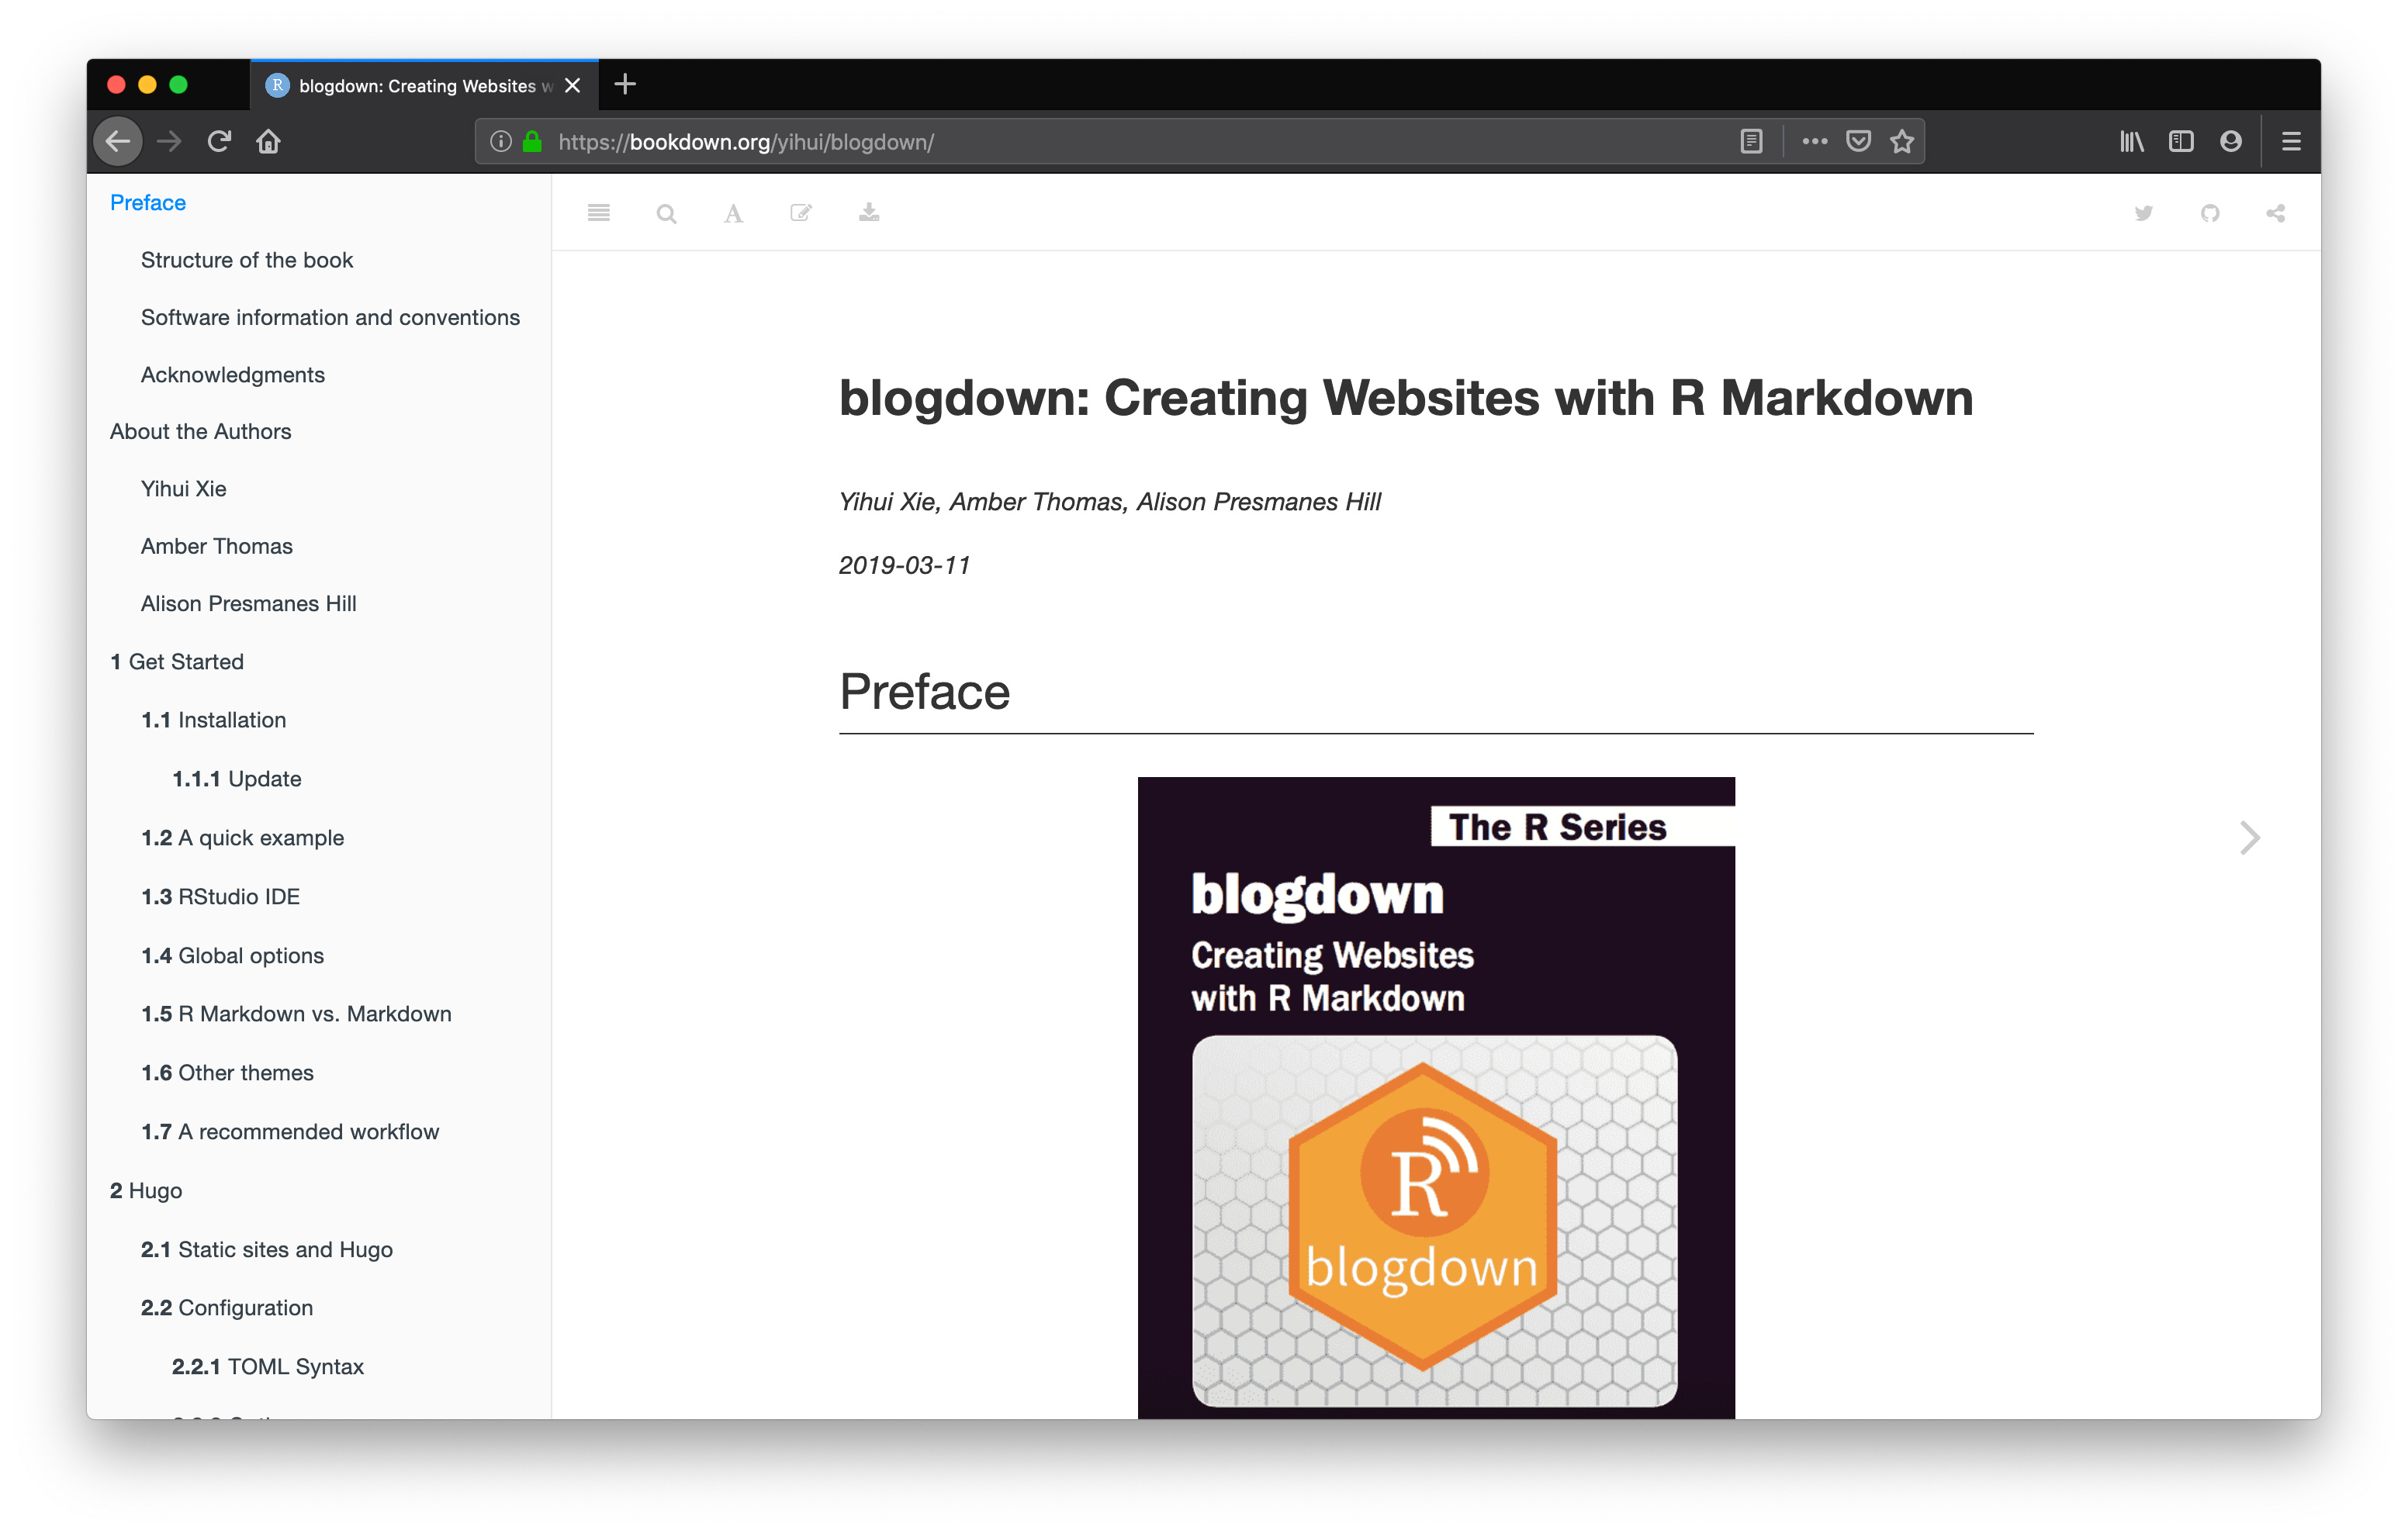 blogdown: Creating Websites w
https://bookdown.org/yihui/blogdown/
Preface
Structure of the book
Software information and conventions
Acknowledgments
About the Authors
Yihui Xie
Amber Thomas
Alison Presmanes Hill
1 Get Started
1.1 Installation
1.1.1 Update
1.2 A quick example
1.3 RStudio IDE
1.4 Global options
1.5 R Markdown vs. Markdown
1.6 Other themes
1.7 A recommended workflow
2 Hugo
2.1 Static sites and Hugo
2.2 Configuration
2.2.1 TOML Syntax
blogdown: Creating Websites with R Markdown
Yihui Xie, Amber Thomas, Alison Presmanes Hill
2019-03-11
Preface
The R Series
blogdown
Creating Websites
with R Markdown
R
blogdown